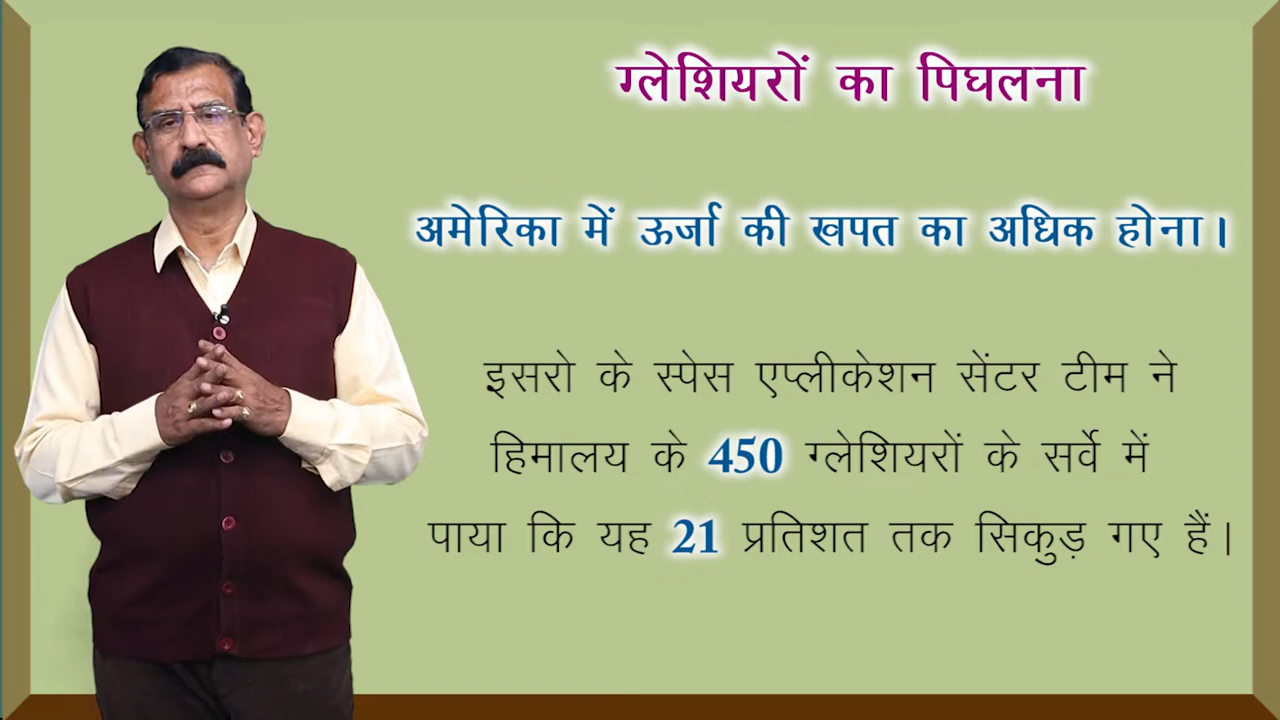 ग्लेशियरों का पिघलना
अमेरिका में ऊर्जा की खपत का अधिक होना।
इसरो के स्पेस एप्लीकेशन सेंटर टीम ने
हिमालय के 450 ग्लेशियरों के सर्वे में
पाया कि यह 21 प्रतिशत तक सिकुड़ गए हैं।